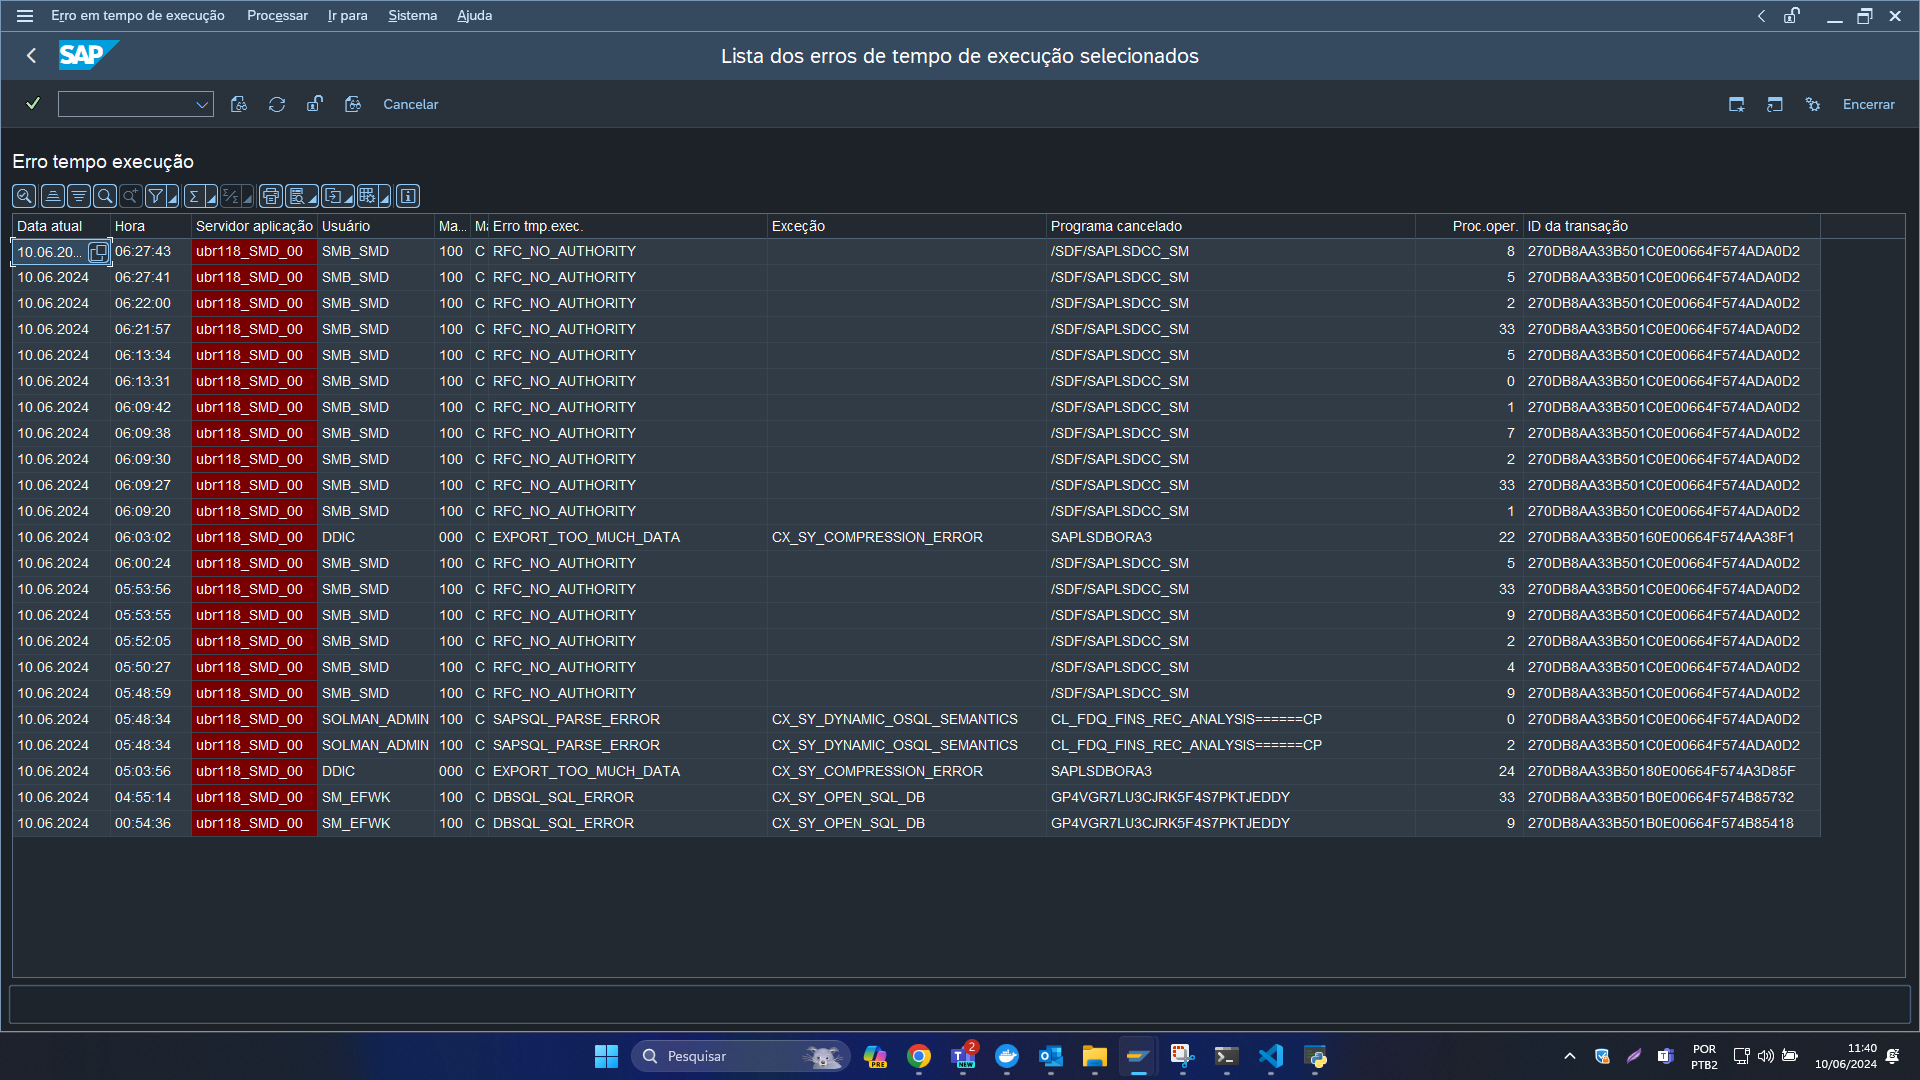 Erro em tempo de execução Processar Ir para Sistema Ajuda
SAP Lista dos erros de tempo de execução selecionados
Cancelar Encerrar
Erro tempo execução
Data atual Hora Servidor aplicação Usuário Ma... Ma Erro tmp.exec. Exceção Programa cancelado Proc.oper. ID da transação
10.06.20... 06:27:43 ubr118_SMD_00 SMB_SMD 100 C RFC_NO_AUTHORITY /SDF/SAPLSDCC_SM 8 270DB8AA33B501C0E00664F574ADA0D2
10.06.2024 06:27:41 ubr118_SMD_00 SMB_SMD 100 C RFC_NO_AUTHORITY /SDF/SAPLSDCC_SM 5 270DB8AA33B501C0E00664F574ADA0D2
10.06.2024 06:22:00 ubr118_SMD_00 SMB_SMD 100 C RFC_NO_AUTHORITY /SDF/SAPLSDCC_SM 2 270DB8AA33B501C0E00664F574ADA0D2
10.06.2024 06:21:57 ubr118_SMD_00 SMB_SMD 100 C RFC_NO_AUTHORITY /SDF/SAPLSDCC_SM 33 270DB8AA33B501C0E00664F574ADA0D2
10.06.2024 06:13:34 ubr118_SMD_00 SMB_SMD 100 C RFC_NO_AUTHORITY /SDF/SAPLSDCC_SM 5 270DB8AA33B501C0E00664F574ADA0D2
10.06.2024 06:13:31 ubr118_SMD_00 SMB_SMD 100 C RFC_NO_AUTHORITY /SDF/SAPLSDCC_SM 0 270DB8AA33B501C0E00664F574ADA0D2
10.06.2024 06:09:42 ubr118_SMD_00 SMB_SMD 100 C RFC_NO_AUTHORITY /SDF/SAPLSDCC_SM 1 270DB8AA33B501C0E00664F574ADA0D2
10.06.2024 06:09:38 ubr118_SMD_00 SMB_SMD 100 C RFC_NO_AUTHORITY /SDF/SAPLSDCC_SM 7 270DB8AA33B501C0E00664F574ADA0D2
10.06.2024 06:09:30 ubr118_SMD_00 SMB_SMD 100 C RFC_NO_AUTHORITY /SDF/SAPLSDCC_SM 2 270DB8AA33B501C0E00664F574ADA0D2
10.06.2024 06:09:27 ubr118_SMD_00 SMB_SMD 100 C RFC_NO_AUTHORITY /SDF/SAPLSDCC_SM 33 270DB8AA33B501C0E00664F574ADA0D2
10.06.2024 06:09:20 ubr118_SMD_00 SMB_SMD 100 C RFC_NO_AUTHORITY /SDF/SAPLSDCC_SM 1 270DB8AA33B501C0E00664F574ADA0D2
10.06.2024 06:03:02 ubr118_SMD_00 DDIC 000 C EXPORT_TOO_MUCH_DATA CX_SY_COMPRESSION_ERROR SAPLSDBORA3 22 270DB8AA33B50160E00664F574AA38F1
10.06.2024 06:00:24 ubr118_SMD_00 SMB_SMD 100 C RFC_NO_AUTHORITY /SDF/SAPLSDCC_SM 5 270DB8AA33B501C0E00664F574ADA0D2
10.06.2024 05:53:56 ubr118_SMD_00 SMB_SMD 100 C RFC_NO_AUTHORITY /SDF/SAPLSDCC_SM 33 270DB8AA33B501C0E00664F574ADA0D2
10.06.2024 05:53:55 ubr118_SMD_00 SMB_SMD 100 C RFC_NO_AUTHORITY /SDF/SAPLSDCC_SM 9 270DB8AA33B501C0E00664F574ADA0D2
10.06.2024 05:52:05 ubr118_SMD_00 SMB_SMD 100 C RFC_NO_AUTHORITY /SDF/SAPLSDCC_SM 2 270DB8AA33B501C0E00664F574ADA0D2
10.06.2024 05:50:27 ubr118_SMD_00 SMB_SMD 100 C RFC_NO_AUTHORITY /SDF/SAPLSDCC_SM 4 270DB8AA33B501C0E00664F574ADA0D2
10.06.2024 05:48:59 ubr118_SMD_00 SMB_SMD 100 C RFC_NO_AUTHORITY /SDF/SAPLSDCC_SM 9 270DB8AA33B501C0E00664F574ADA0D2
10.06.2024 05:48:34 ubr118_SMD_00 SOLMAN_ADMIN 100 C SAPSQL_PARSE_ERROR CX_SY_DYNAMIC_OSQL_SEMANTICS CL_FDQ_FINS_REC_ANALYSIS======CP 0 270DB8AA33B501C0E00664F574ADA0D2
10.06.2024 05:48:34 ubr118_SMD_00 SOLMAN_ADMIN 100 C SAPSQL_PARSE_ERROR CX_SY_DYNAMIC_OSQL_SEMANTICS CL_FDQ_FINS_REC_ANALYSIS======CP 2 270DB8AA33B501C0E00664F574ADA0D2
10.06.2024 05:03:56 ubr118_SMD_00 DDIC 000 C EXPORT_TOO_MUCH_DATA CX_SY_COMPRESSION_ERROR SAPLSDBORA3 24 270DB8AA33B50180E00664F574A3D85F
10.06.2024 04:55:14 ubr118_SMD_00 SM_EFWK 100 C DBSQL_SQL_ERROR CX_SY_OPEN_SQL_DB GP4VGR7LU3CJRK5F4S7PKTJEDDY 33 270DB8AA33B501B0E00664F574B85732
10.06.2024 00:54:36 ubr118_SMD_00 SM_EFWK 100 C DBSQL_SQL_ERROR CX_SY_OPEN_SQL_DB GP4VGR7LU3CJRK5F4S7PKTJEDDY 9 270DB8AA33B501B0E00664F574B85418
Pesquisar PRE NEW 2 POR 11:40
PTB2 10/06/2024